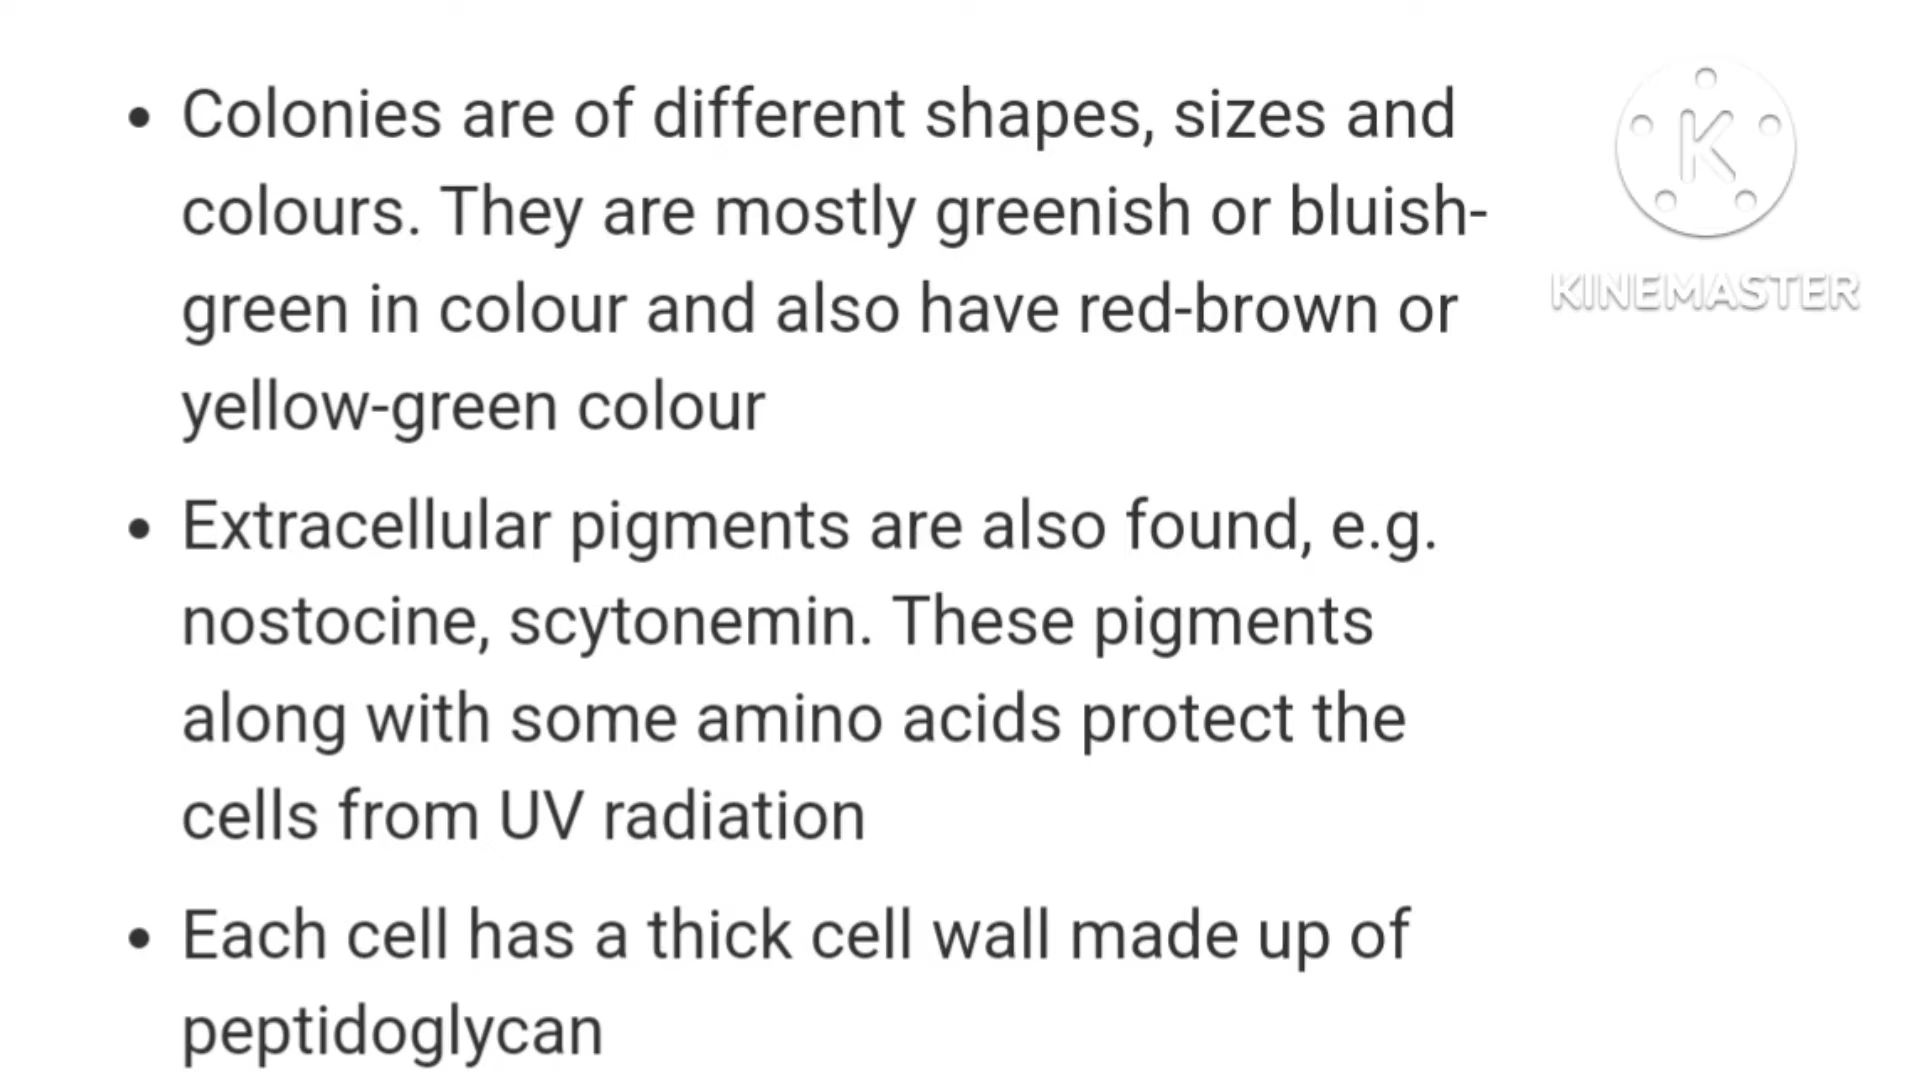 • Colonies are of different shapes, sizes and
colours. They are mostly greenish or bluish-
green in colour and also have red-brown or
yellow-green colour
• Extracellular pigments are also found, e.g.
nostocine, scytonemin. These pigments
along with some amino acids protect the
cells from UV radiation
• Each cell has a thick cell wall made up of
peptidoglycan
K
KINEMASTER